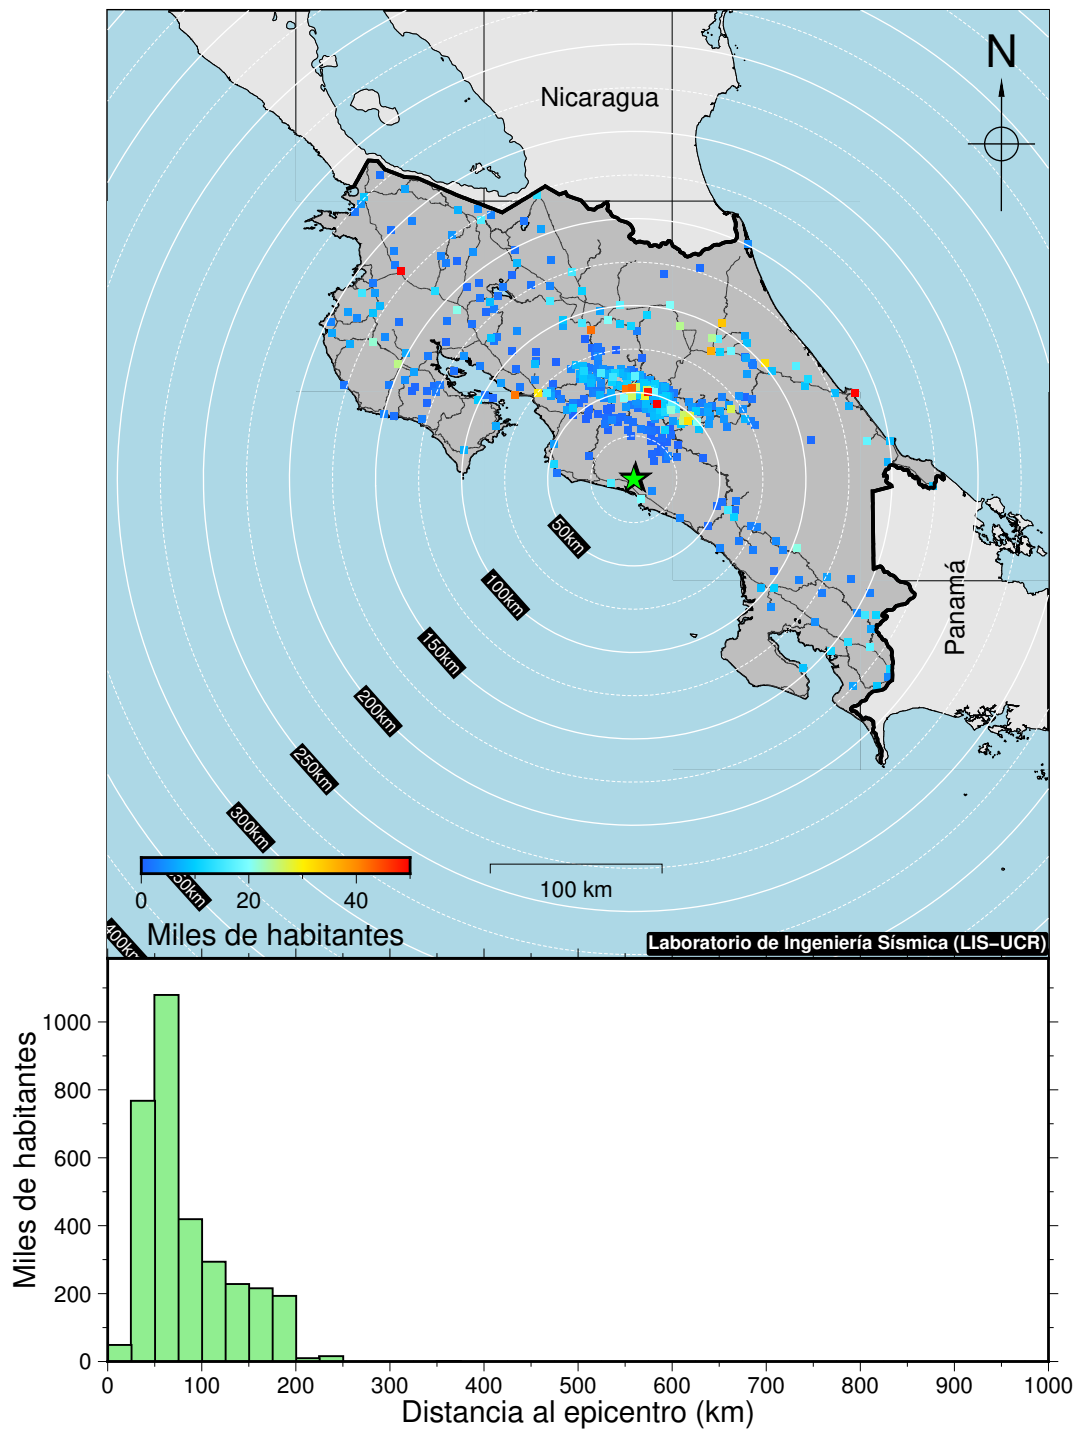 N
Nicaragua
Panamá
50km
100km
150km
200km
250km
300km
400km
0 20 40
Miles de habitantes
100 km
Laboratorio de Ingeniería Sísmica (LIS−UCR)
Miles de habitantes
1000
800
600
400
200
0
0 100 200 300 400 500 600 700 800 900 1000
Distancia al epicentro (km)